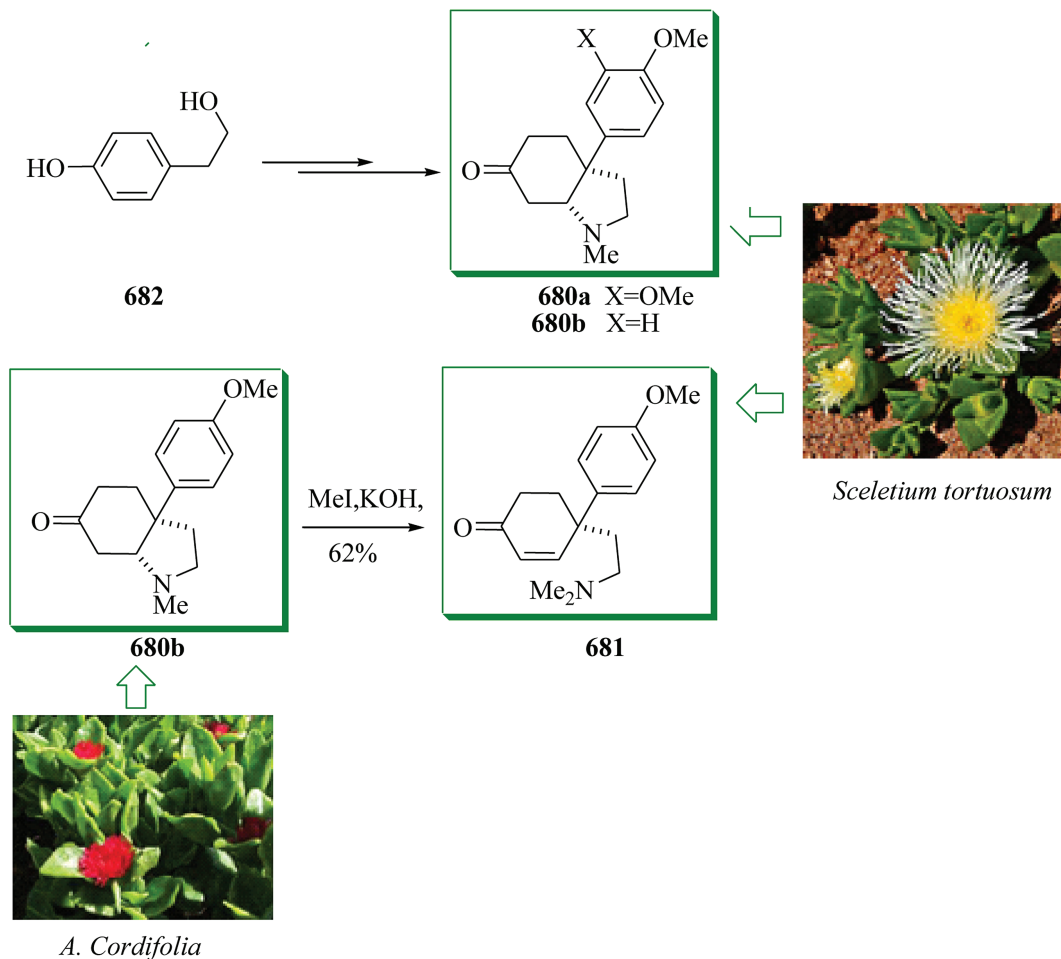 X
OMe
HO
HO
O
N
Me
682
680a X=OMe
680b X=H
OMe
O
N
Me
MeI,KOH,
62%
OMe
O
Me₂N
Sceletium tortuosum
680b
681
A. Cordifolia